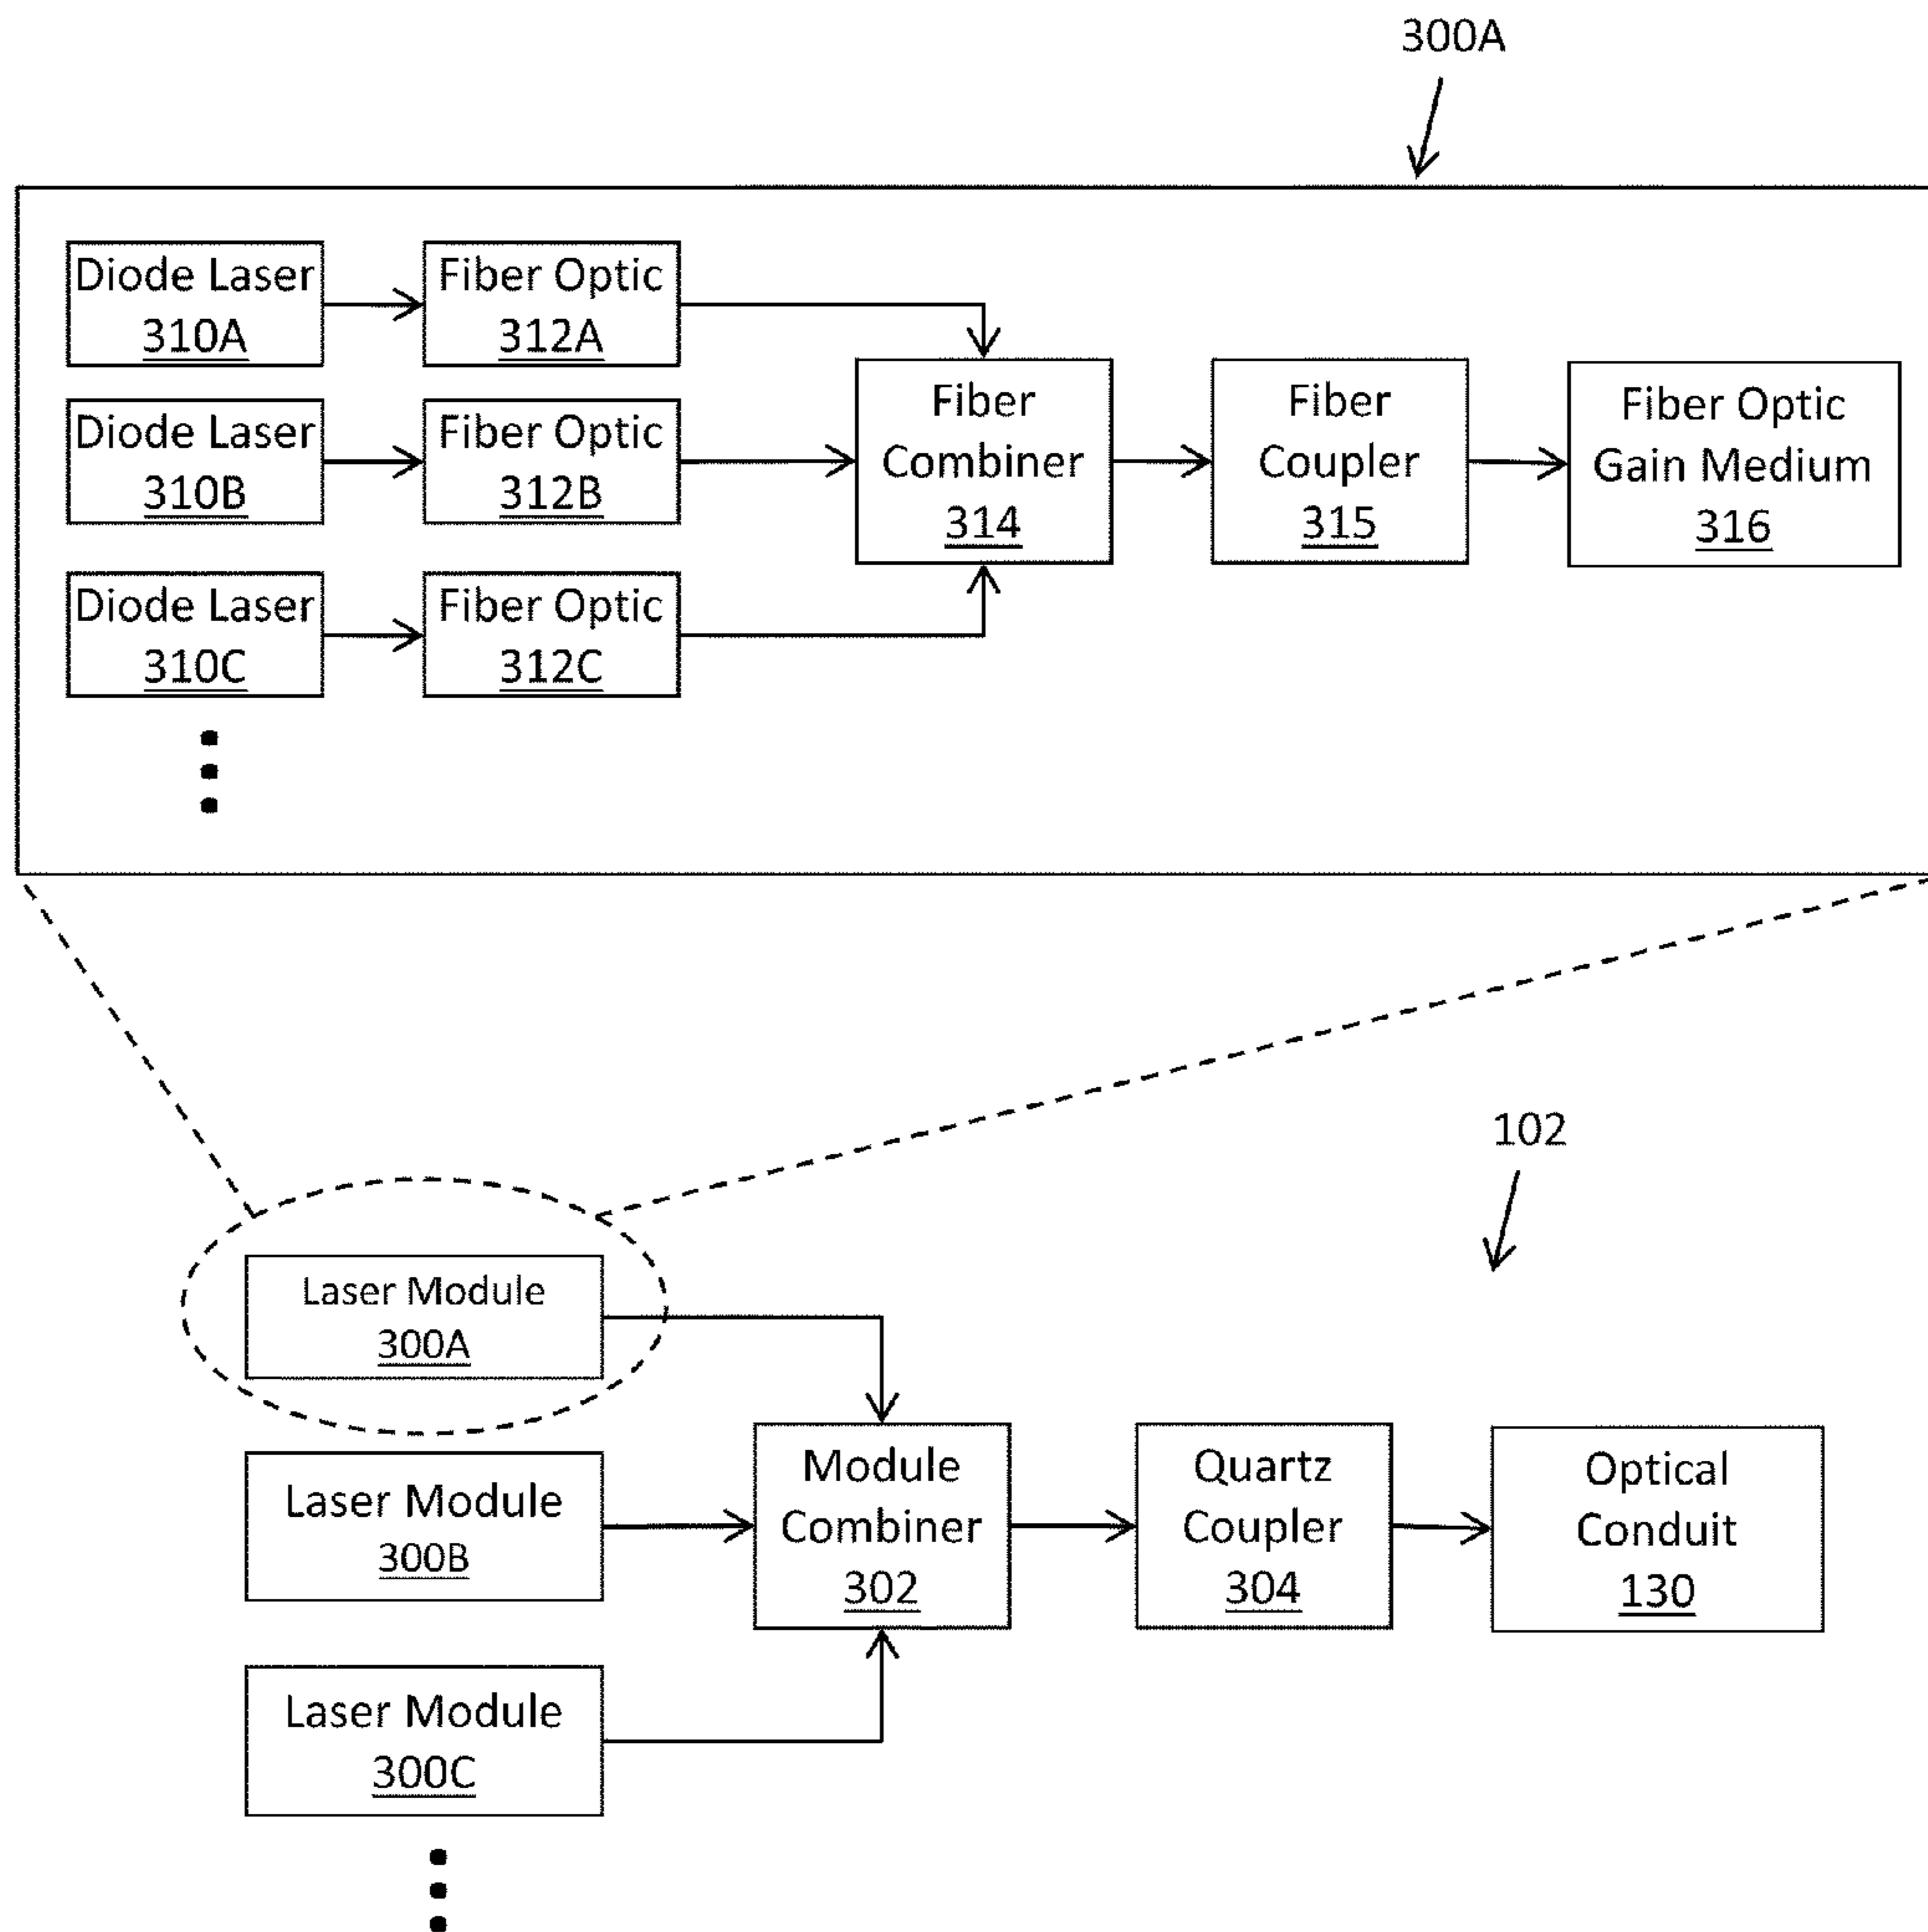 300A
Diode Laser
310A
Fiber Optic
312A
Diode Laser
310B
Fiber Optic
312B
Diode Laser
310C
Fiber Optic
312C
Fiber
Combiner
314
Fiber
Coupler
315
Fiber Optic
Gain Medium
316
102
Laser Module
300A
Laser Module
300B
Laser Module
300C
Module
Combiner
302
Quartz
Coupler
304
Optical
Conduit
130